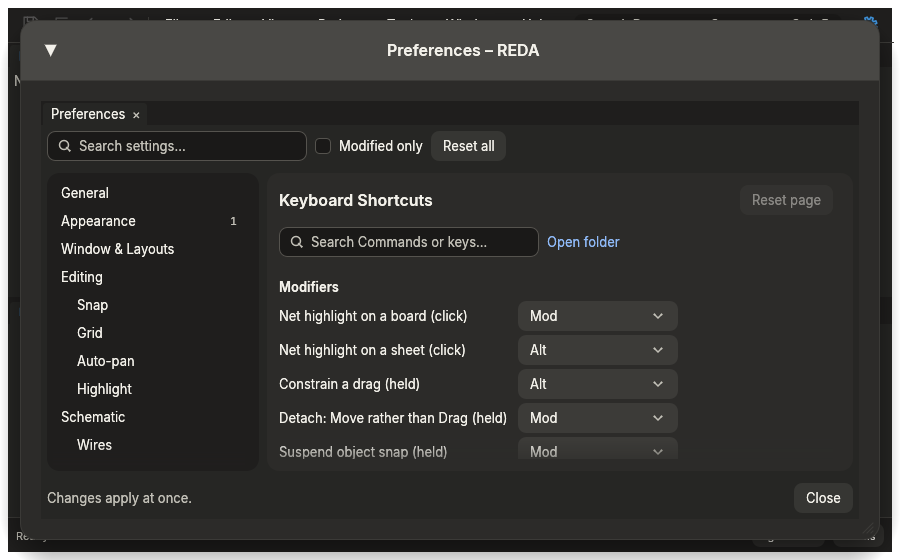 Preferences – REDA
Preferences ×
Search settings...
Modified only
Reset all
General
Appearance 1
Window & Layouts
Editing
Snap
Grid
Auto-pan
Highlight
Schematic
Wires
Keyboard Shortcuts
Reset page
Search Commands or keys...
Open folder
Modifiers
Net highlight on a board (click) Mod
Net highlight on a sheet (click) Alt
Constrain a drag (held) Alt
Detach: Move rather than Drag (held) Mod
Suspend object snap (held) Mod
Changes apply at once.
Close